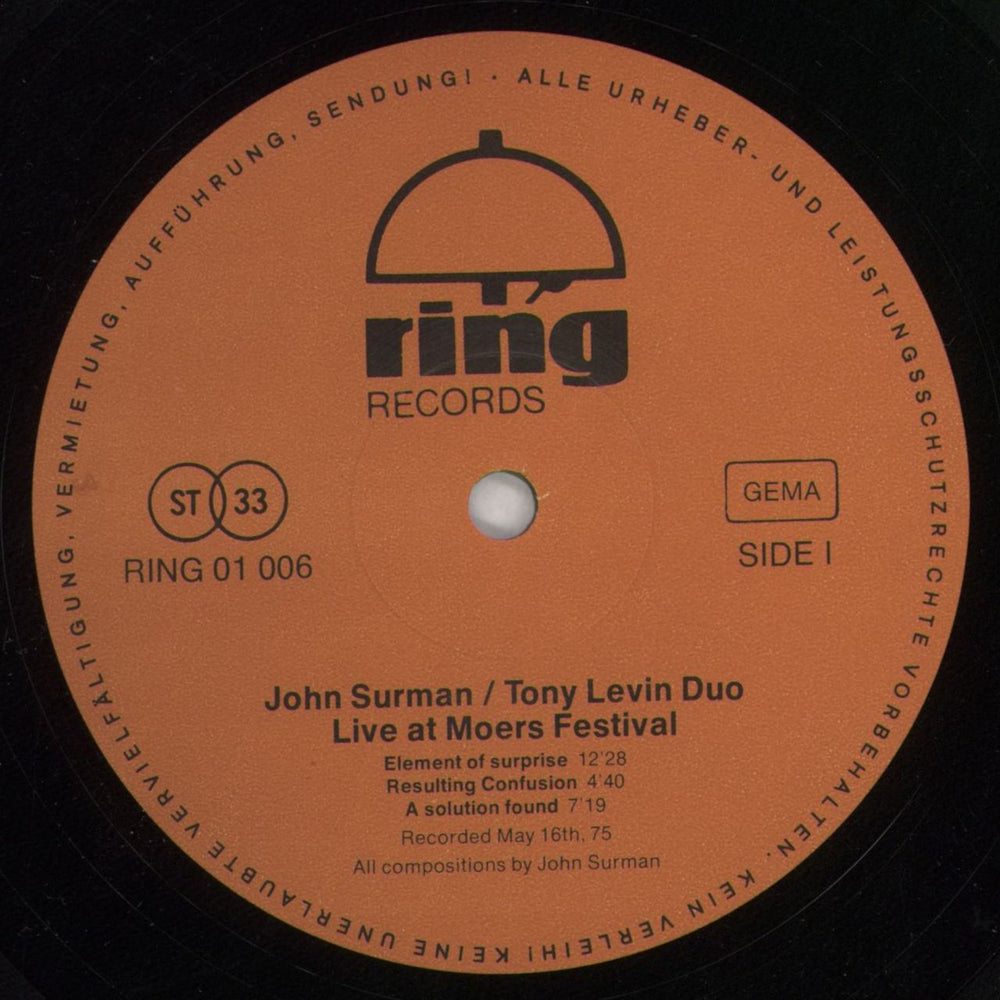 ALLE URHEBER- UND LEISTUNGSSCHUTZRECHTE VORBEHALTEN. KEIN VERLEIH! KEINE UNERLAUBTE VERVIELFÄLTIGUNG, VERMIETUNG, AUFFÜHRUNG, SENDUNG! ·
ring
RECORDS
ST 33
RING 01 006
GEMA
SIDE I
John Surman / Tony Levin Duo
Live at Moers Festival
Element of surprise 12'28
Resulting Confusion 4'40
A solution found 7'19
Recorded May 16th, 75
All compositions by John Surman